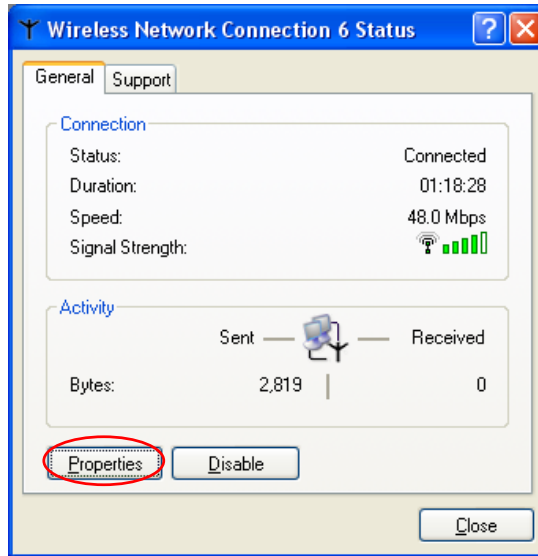 Wireless Network Connection 6 Status
General Support
Connection
Status: Connected
Duration: 01:18:28
Speed: 48.0 Mbps
Signal Strength:
Activity
Sent Received
Bytes: 2,819 0
Properties Disable
Close